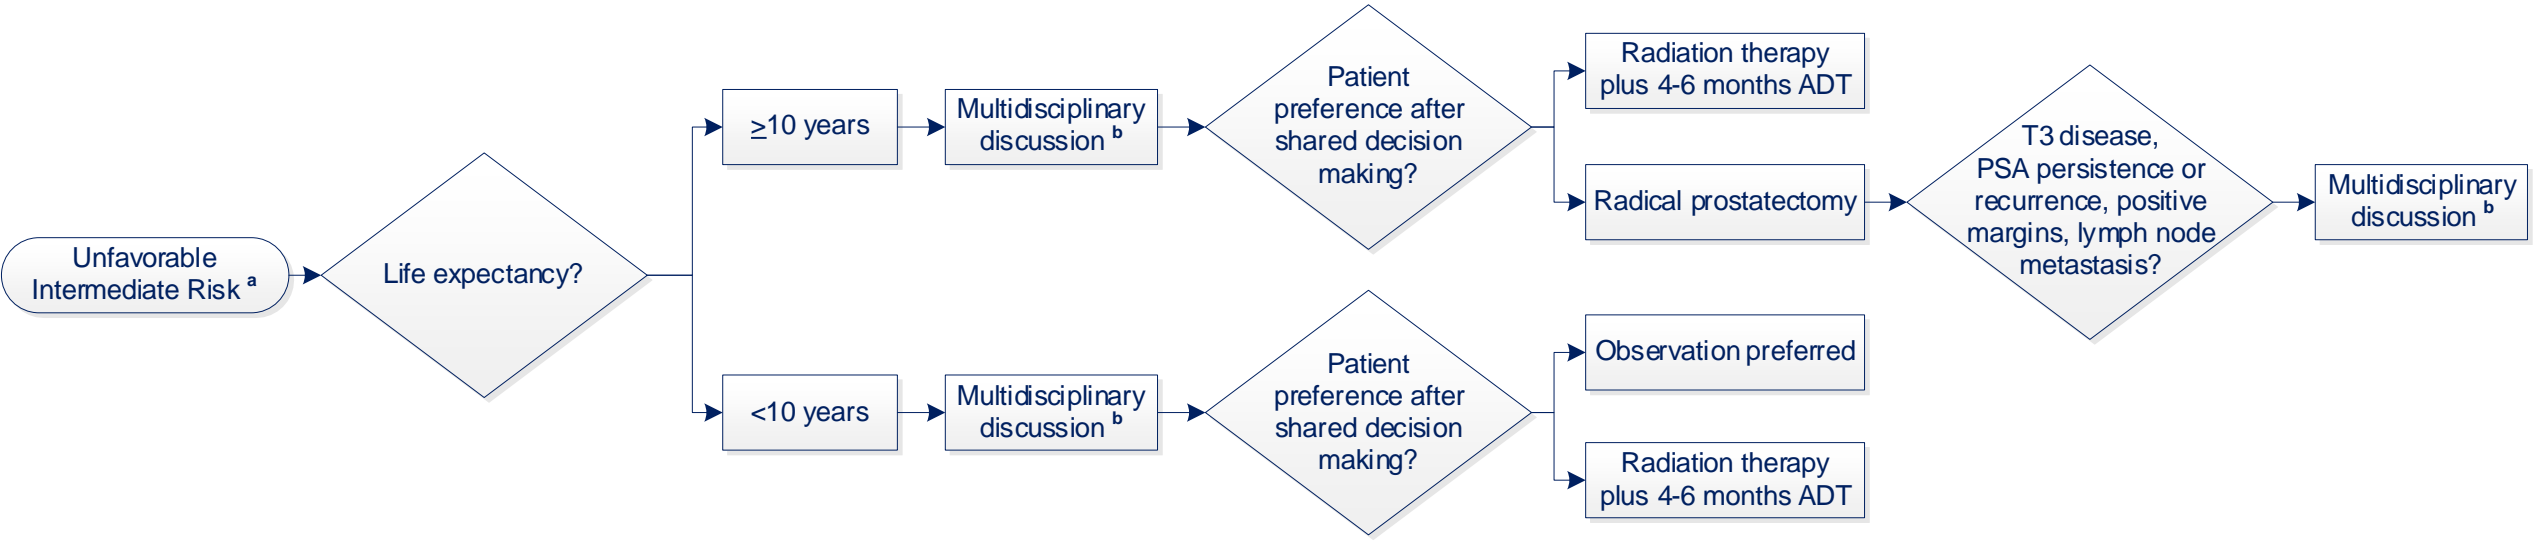 Unfavorable
Intermediate Risk a
Life expectancy?
≥10 years
Multidisciplinary
discussion b
Patient
preference after
shared decision
making?
Radiation therapy
plus 4-6 months ADT
Radical prostatectomy
T3 disease,
PSA persistence or
recurrence, positive
margins, lymph node
metastasis?
Multidisciplinary
discussion b
<10 years
Multidisciplinary
discussion b
Patient
preference after
shared decision
making?
Observation preferred
Radiation therapy
plus 4-6 months ADT